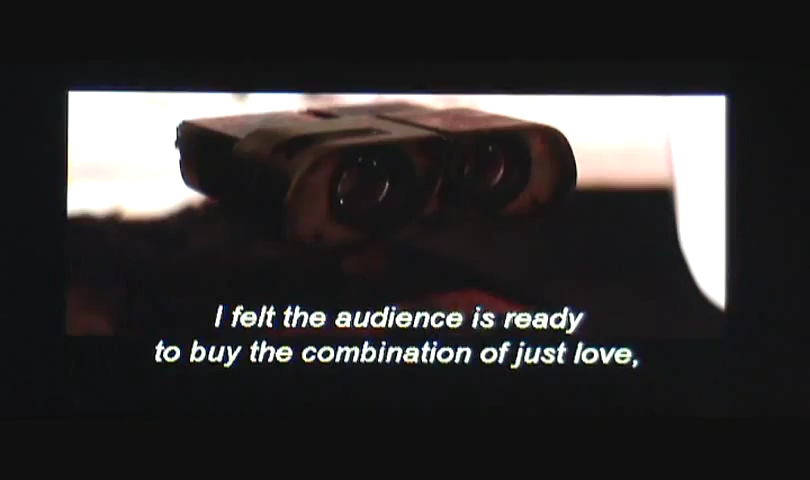 I felt the audience is ready
to buy the combination of just love,